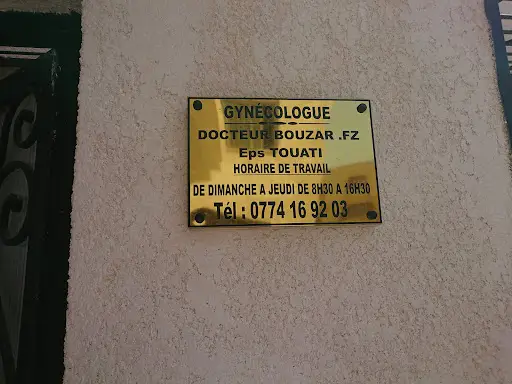 GYNÉCOLOGUE
DOCTEUR BOUZAR .FZ
Eps TOUATI
HORAIRE DE TRAVAIL
DE DIMANCHE A JEUDI DE 8H30 A 16H30
Tél : 0774 16 92 03